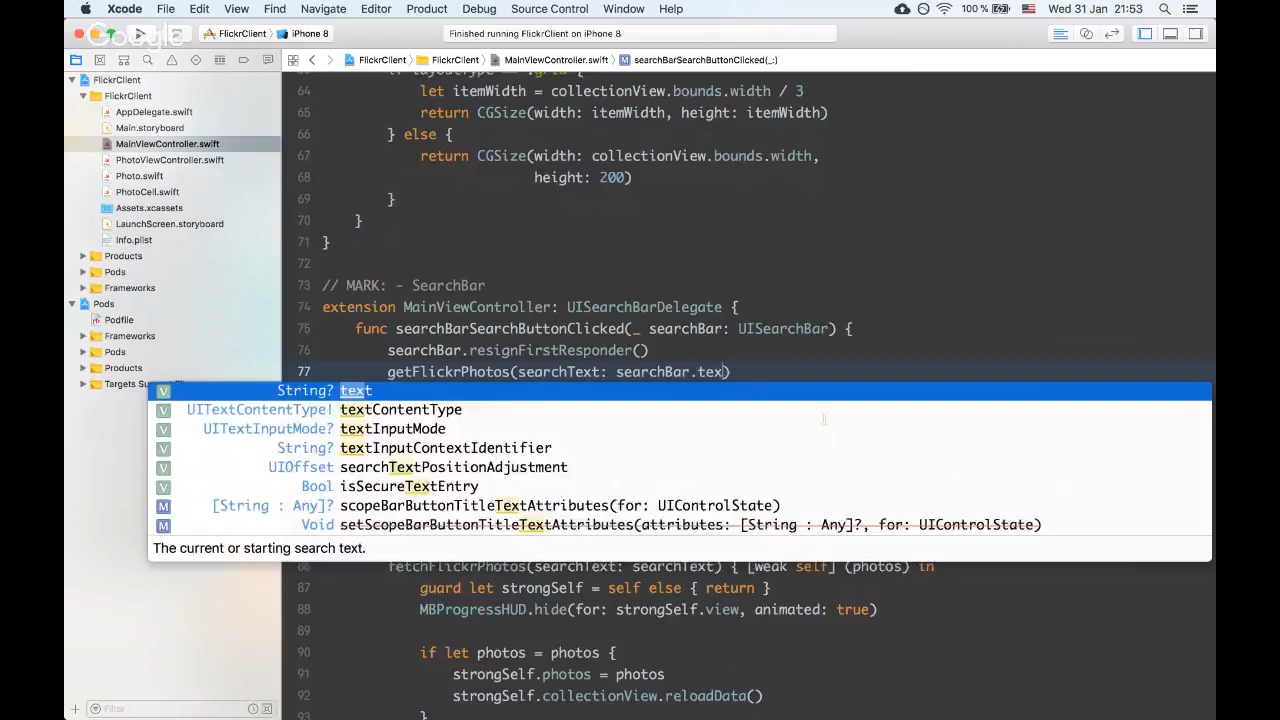 Xcode File Edit View Find Navigate Editor Product Debug Source Control Window Help 100 % Wed 31 Jan 21:53
Google
FlickrClient iPhone 8 Finished running FlickrClient on iPhone 8
FlickrClient FlickrClient MainViewController.swift searchBarSearchButtonClicked(_:)
FlickrClient
FlickrClient
AppDelegate.swift
Main.storyboard
MainViewController.swift
PhotoViewController.swift
Photo.swift
PhotoCell.swift
Assets.xcassets
LaunchScreen.storyboard
Info.plist
Products
Pods
Frameworks
Pods
Podfile
Frameworks
Pods
Products
Targets Support
Filter
64 let itemWidth = collectionView.bounds.width / 3
65 return CGSize(width: itemWidth, height: itemWidth)
66 } else {
67 return CGSize(width: collectionView.bounds.width,
68 height: 200)
69 }
70 }
71 }
72
73 // MARK: - SearchBar
74 extension MainViewController: UISearchBarDelegate {
75 func searchBarSearchButtonClicked(_ searchBar: UISearchBar) {
76 searchBar.resignFirstResponder()
77 getFlickrPhotos(searchText: searchBar.tex)
String? text
UITextContentType! textContentType
UITextInputMode? textInputMode
String? textInputContextIdentifier
UIOffset searchTextPositionAdjustment
Bool isSecureTextEntry
[String : Any]? scopeBarButtonTitleTextAttributes(for: UIControlState)
Void setScopeBarButtonTitleTextAttributes(attributes: [String : Any]?, for: UIControlState)
The current or starting search text.
86 fetchFlickrPhotos(searchText: searchText) { [weak self] (photos) in
87 guard let strongSelf = self else { return }
88 MBProgressHUD.hide(for: strongSelf.view, animated: true)
89
90 if let photos = photos {
91 strongSelf.photos = photos
92 strongSelf.collectionView.reloadData()
93 }